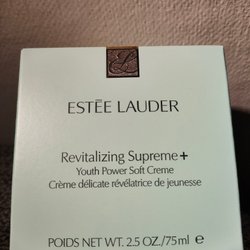 ESTĒE LAUDER
Revitalizing Supreme+
Youth Power Soft Creme
Crème délicate révélatrice de jeunesse
POIDS NET WT. 2.5 OZ./75ml ℮